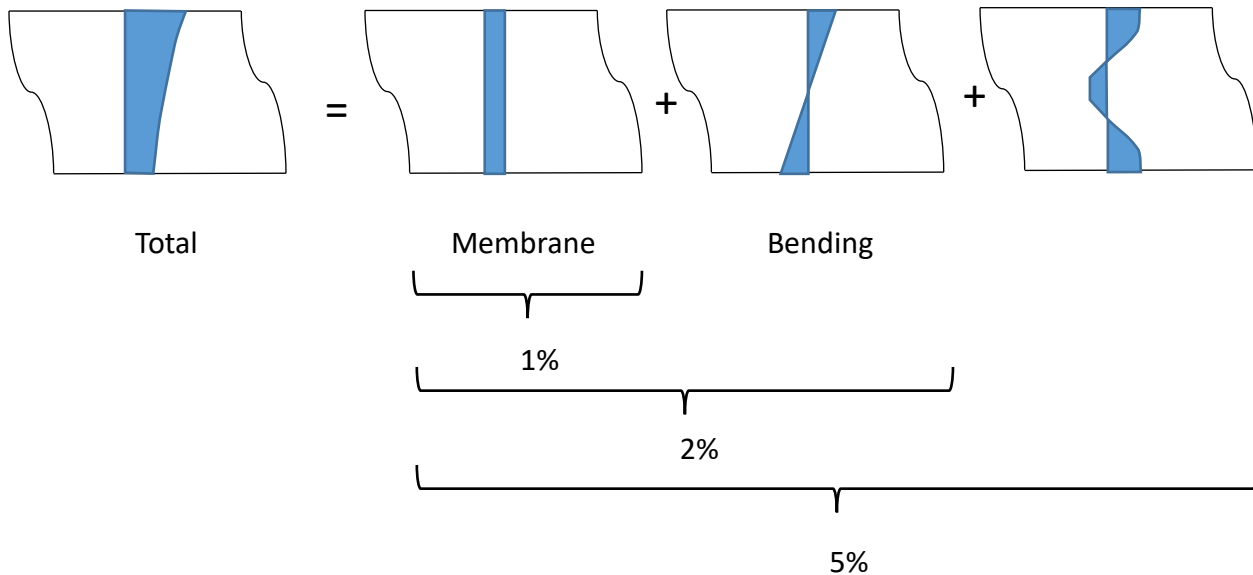 = + +
Total Membrane Bending
1%
2%
5%